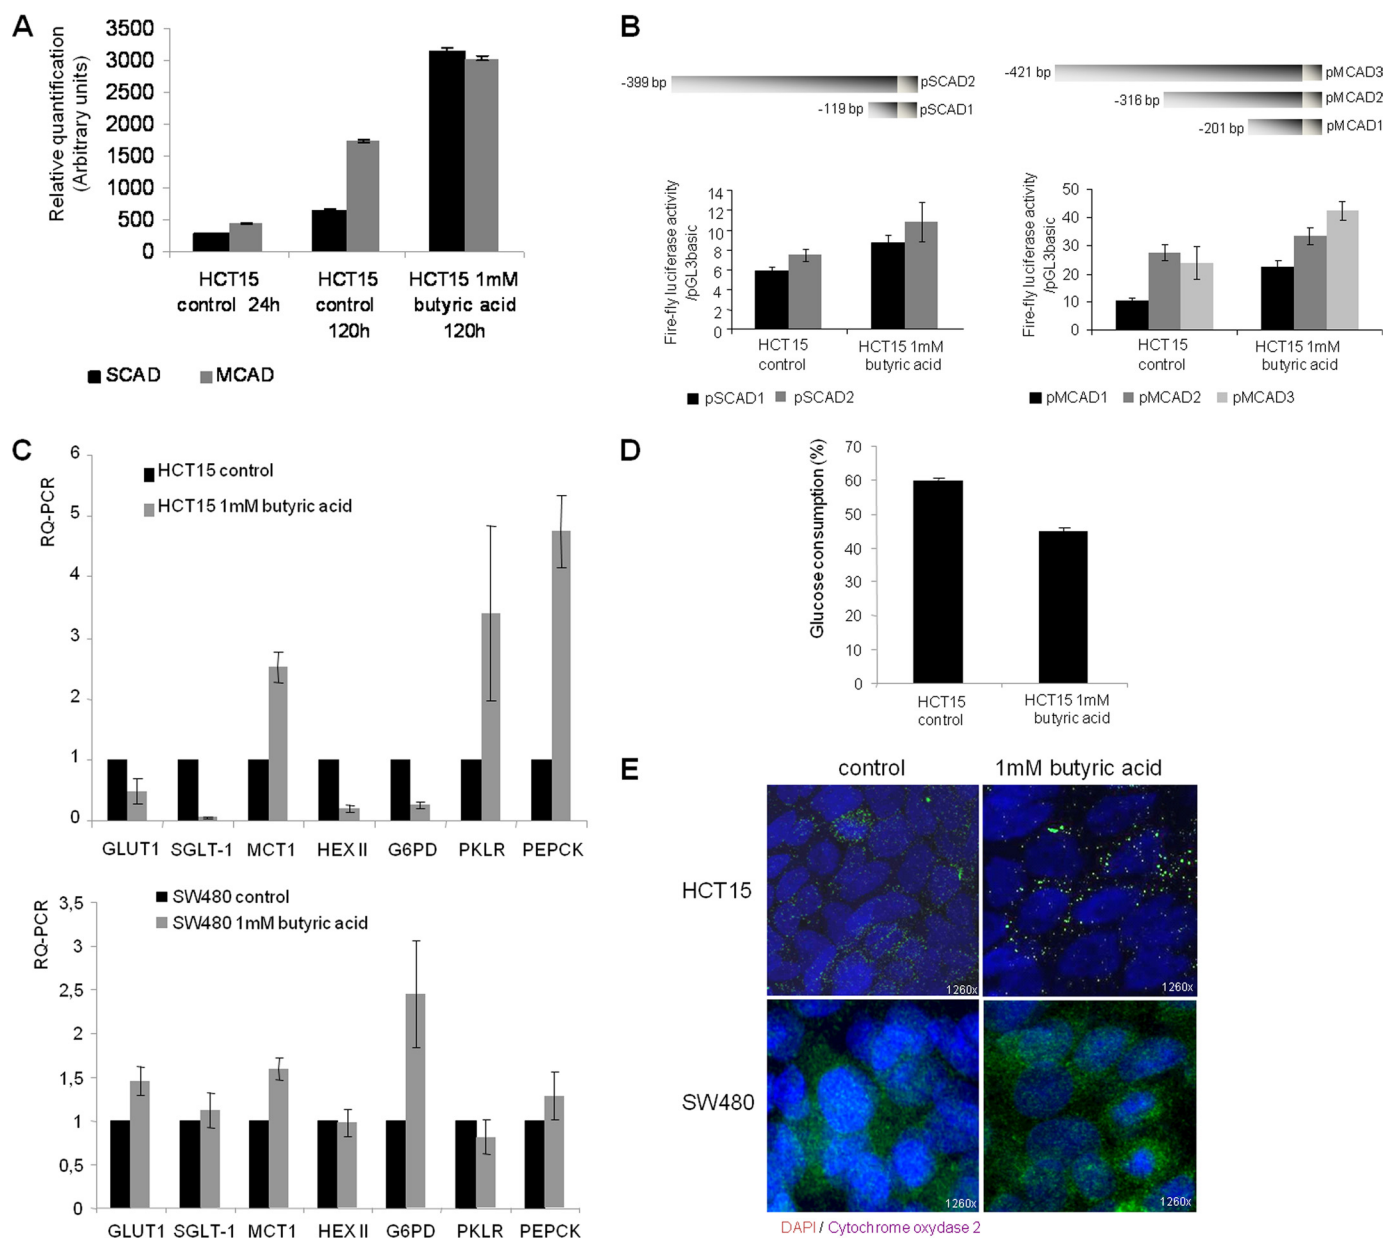 A
Relative quantification
(Arbitrary units)
3500
3000
2500
2000
1500
1000
500
0
HCT15
control 24h
HCT15
control
120h
HCT15 1mM
butyric acid
120h
SCAD
MCAD
B
-399 bp
pSCAD2
-119 bp
pSCAD1
-421 bp
pMCAD3
-316 bp
pMCAD2
-201 bp
pMCAD1
Fire-fly luciferase activity
/pGL3basic
14
12
10
8
6
4
2
0
HCT15
control
HCT15 1mM
butyric acid
pSCAD1
pSCAD2
Fire-fly luciferase activity
/pGL3basic
50
40
30
20
10
0
HCT15
control
HCT15 1mM
butyric acid
pMCAD1
pMCAD2
pMCAD3
C
RQ-PCR
6
5
4
3
2
1
0
HCT15 control
HCT15 1mM butyric acid
GLUT1
SGLT-1
MCT1
HEX II
G6PD
PKLR
PEPCK
RQ-PCR
3,5
3
2,5
2
1,5
1
0,5
0
SW480 control
SW480 1mM butyric acid
GLUT1
SGLT-1
MCT1
HEX II
G6PD
PKLR
PEPCK
D
Glucose consumption (%)
70
60
50
40
30
20
10
0
HCT15
control
HCT15 1mM
butyric acid
E
control
1mM butyric acid
HCT15
1260x
1260x
SW480
1260x
1260x
DAPI / Cytochrome oxydase 2